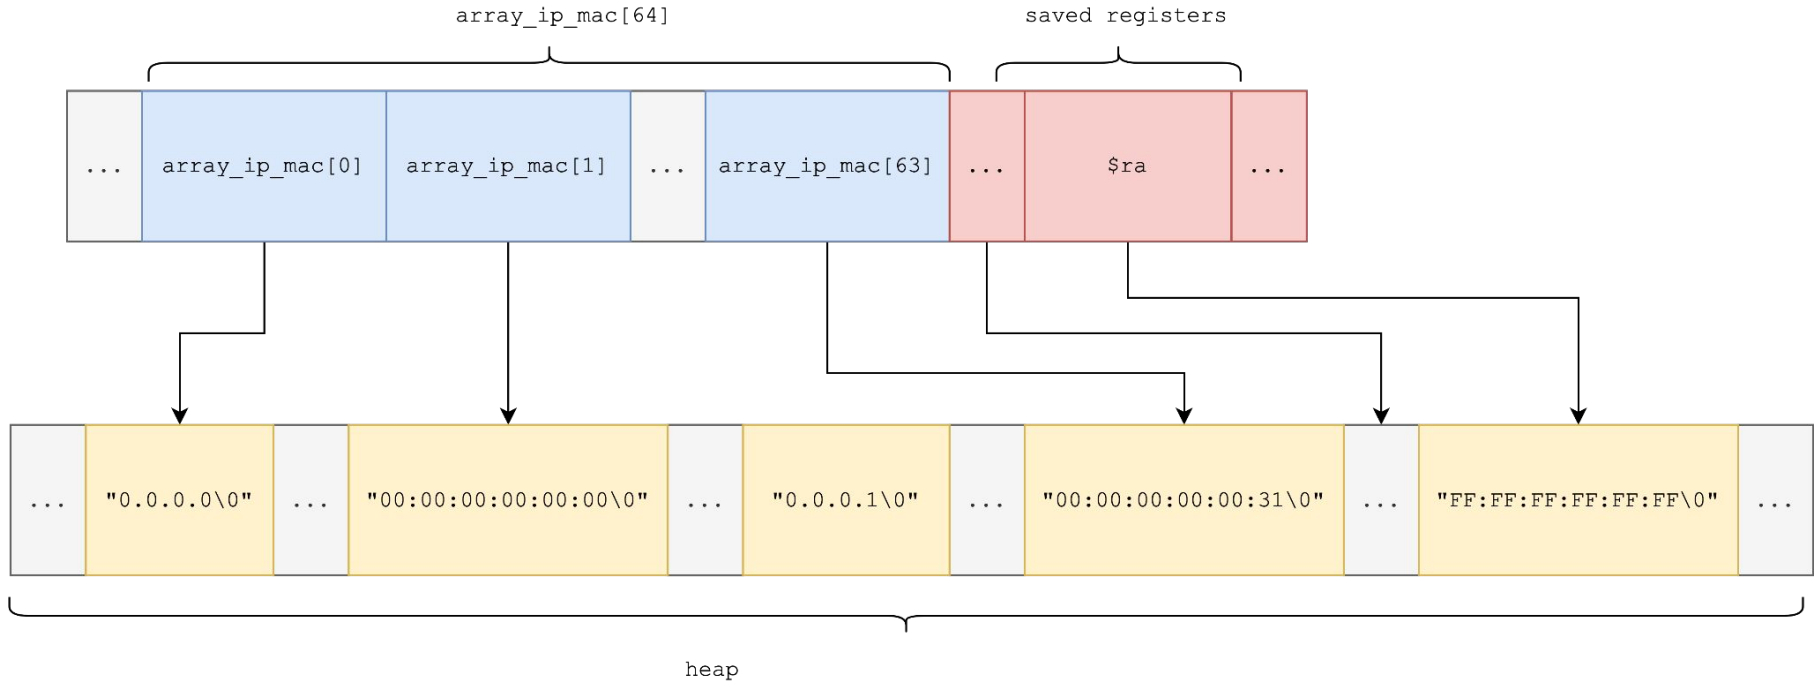 array_ip_mac[64] saved registers
... array_ip_mac[0] array_ip_mac[1] ... array_ip_mac[63] ... $ra ...
... "0.0.0.0\0" ... "00:00:00:00:00:00\0" ... "0.0.0.1\0" ... "00:00:00:00:00:31\0" ... "FF:FF:FF:FF:FF:FF\0" ...
heap